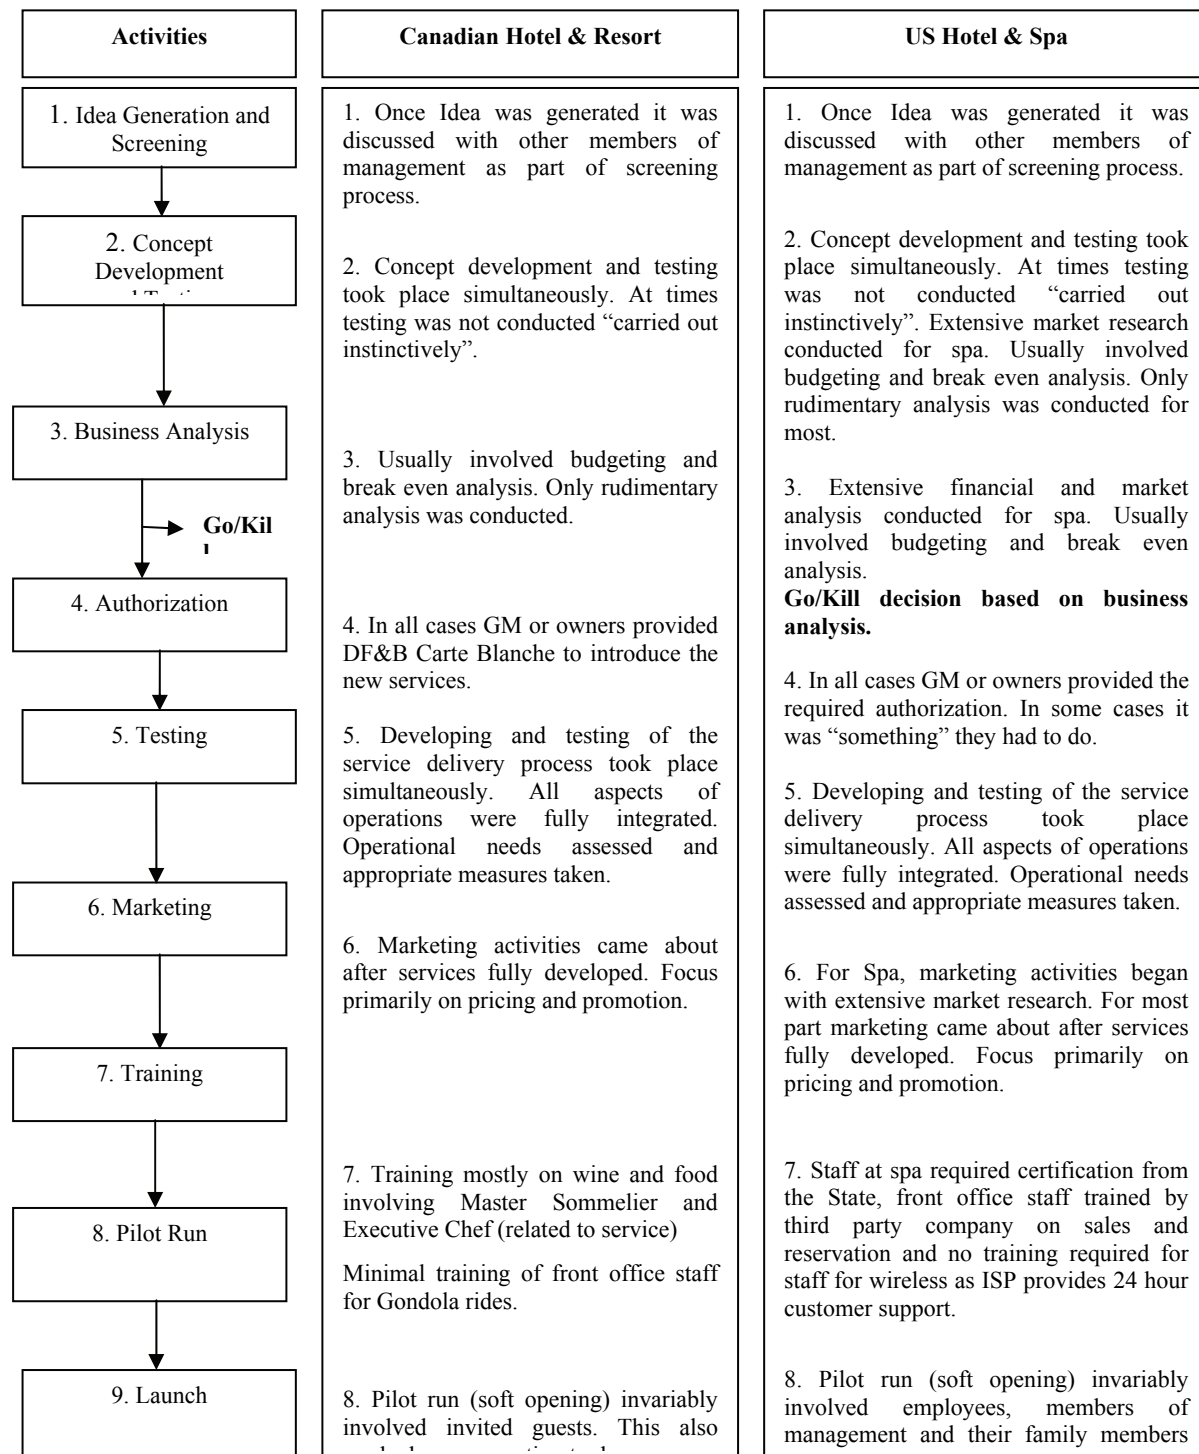 Activities
Canadian Hotel & Resort
US Hotel & Spa
1. Idea Generation and
Screening
2. Concept
Development
3. Business Analysis
Go/Kil
4. Authorization
5. Testing
6. Marketing
7. Training
8. Pilot Run
9. Launch
1. Once Idea was generated it was
discussed with other members of
management as part of screening
process.
2. Concept development and testing
took place simultaneously. At times
testing was not conducted “carried out
instinctively”.
3. Usually involved budgeting and
break even analysis. Only rudimentary
analysis was conducted.
4. In all cases GM or owners provided
DF&B Carte Blanche to introduce the
new services.
5. Developing and testing of the
service delivery process took place
simultaneously. All aspects of
operations were fully integrated.
Operational needs assessed and
appropriate measures taken.
6. Marketing activities came about
after services fully developed. Focus
primarily on pricing and promotion.
7. Training mostly on wine and food
involving Master Sommelier and
Executive Chef (related to service)
Minimal training of front office staff
for Gondola rides.
8. Pilot run (soft opening) invariably
involved invited guests. This also
1. Once Idea was generated it was
discussed with other members of
management as part of screening process.
2. Concept development and testing took
place simultaneously. At times testing
was not conducted “carried out
instinctively”. Extensive market research
conducted for spa. Usually involved
budgeting and break even analysis. Only
rudimentary analysis was conducted for
most.
3. Extensive financial and market
analysis conducted for spa. Usually
involved budgeting and break even
analysis.
Go/Kill decision based on business
analysis.
4. In all cases GM or owners provided the
required authorization. In some cases it
was “something” they had to do.
5. Developing and testing of the service
delivery process took place
simultaneously. All aspects of operations
were fully integrated. Operational needs
assessed and appropriate measures taken.
6. For Spa, marketing activities began
with extensive market research. For most
part marketing came about after services
fully developed. Focus primarily on
pricing and promotion.
7. Staff at spa required certification from
the State, front office staff trained by
third party company on sales and
reservation and no training required for
staff for wireless as ISP provides 24 hour
customer support.
8. Pilot run (soft opening) invariably
involved employees, members of
management and their family members